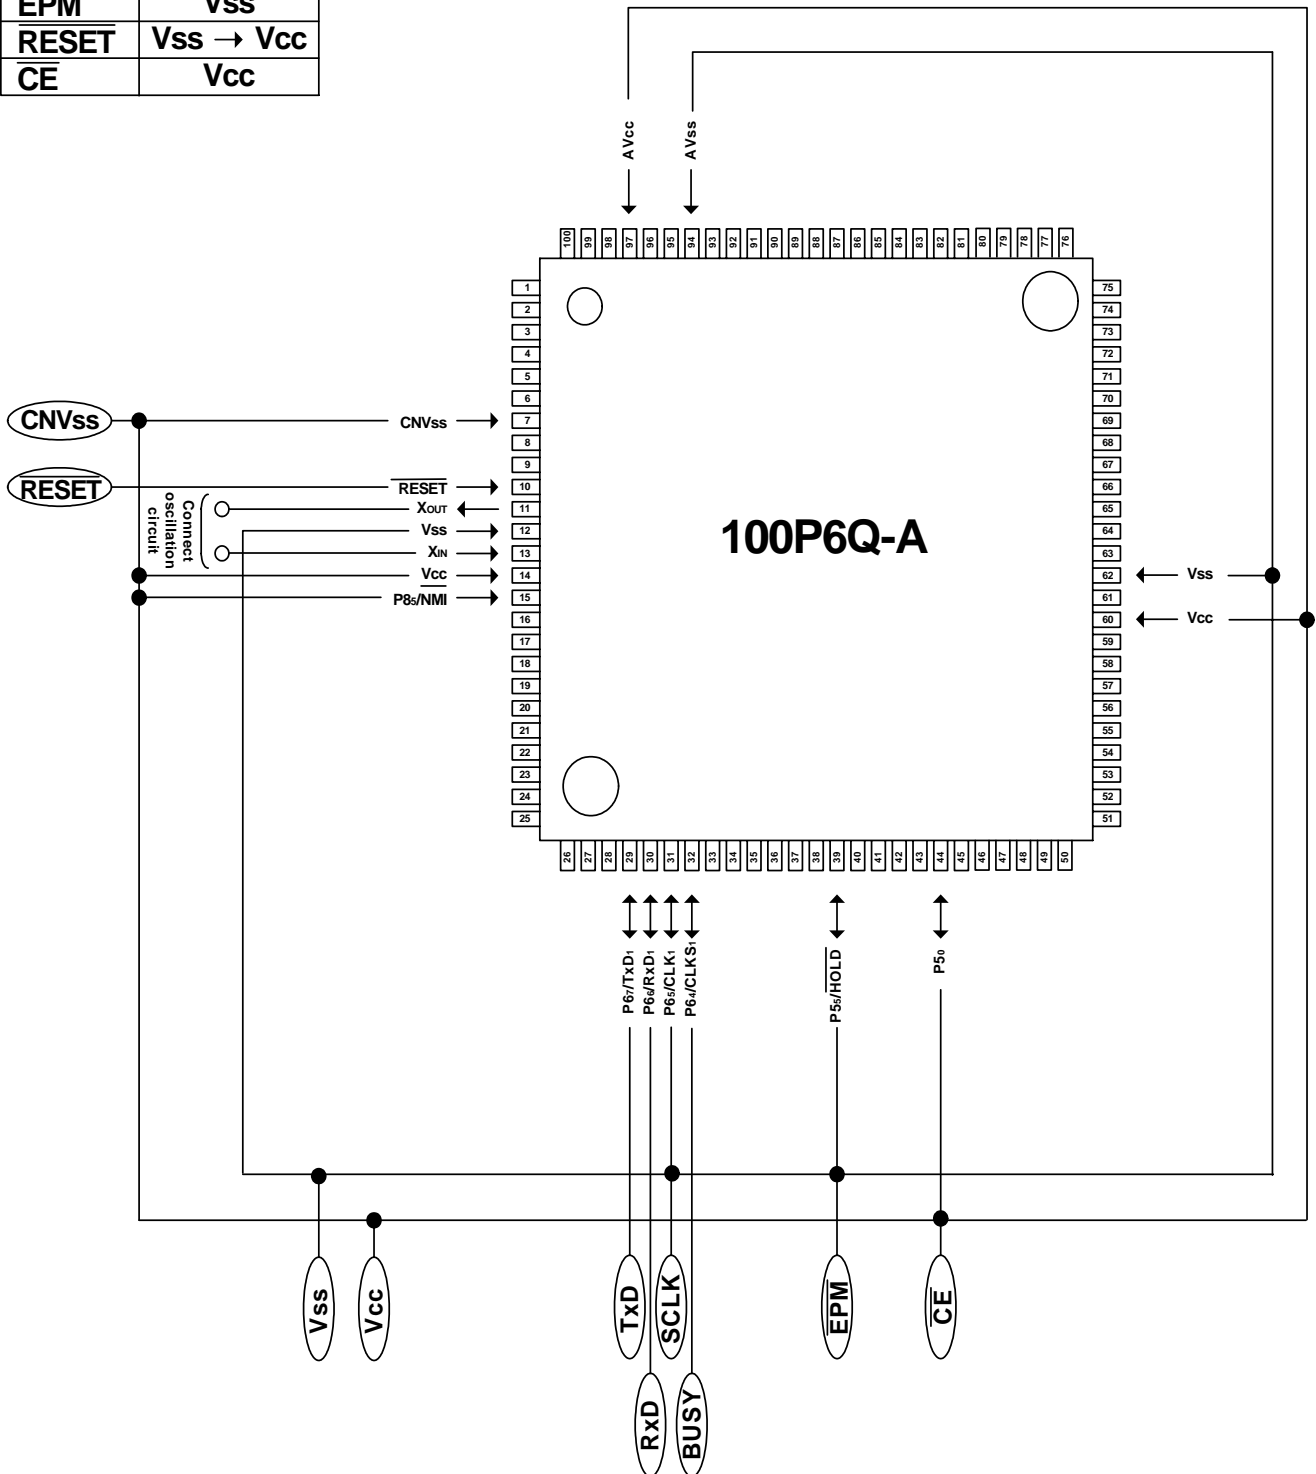 EPM Vss
RESET Vss → Vcc
CE Vcc
AVcc
AVss
100 99 98 97 96 95 94 93 92 91 90 89 88 87 86 85 84 83 82 81 80 79 78 77 76
1
2
3
4
5
6
7
8
9
10
11
12
13
14
15
16
17
18
19
20
21
22
23
24
25
75
74
73
72
71
70
69
68
67
66
65
64
63
62
61
60
59
58
57
56
55
54
53
52
51
CNVss
CNVss
RESET
RESET
Connect
oscillation
circuit
XOUT
Vss
XIN
Vcc
P85/NMI
100P6Q-A
Vss
Vcc
26 27 28 29 30 31 32 33 34 35 36 37 38 39 40 41 42 43 44 45 46 47 48 49 50
P67/TxD1
P66/RxD1
P65/CLK1
P64/CLKS1
P55/HOLD
P50
Vss
Vcc
TxD
SCLK
EPM
CE
RxD
BUSY